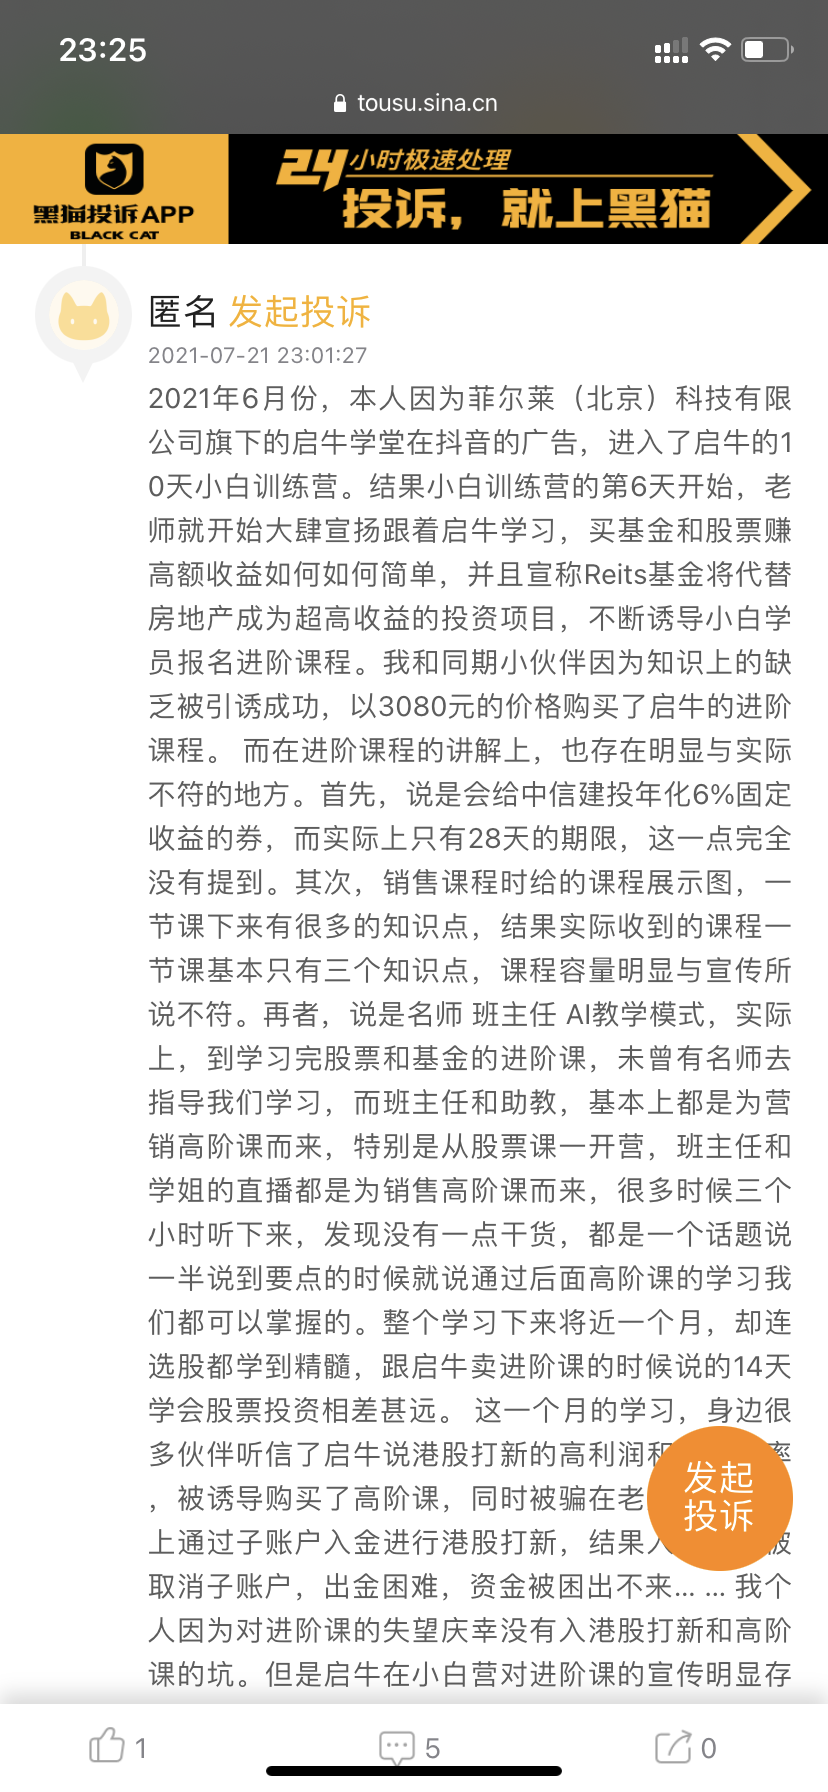 23:25
tousu.sina.cn
24小时极速处理
投诉，就上黑猫
黑猫投诉APP
BLACK CAT
匿名 发起投诉
2021-07-21 23:01:27
2021年6月份，本人因为菲尔莱（北京）科技有限
公司旗下的启牛学堂在抖音的广告，进入了启牛的1
0天小白训练营。结果小白训练营的第6天开始，老
师就开始大肆宣扬跟着启牛学习，买基金和股票赚
高额收益如何如何简单，并且宣称Reits基金将代替
房地产成为超高收益的投资项目，不断诱导小白学
员报名进阶课程。我和同期小伙伴因为知识上的缺
乏被引诱成功，以3080元的价格购买了启牛的进阶
课程。 而在进阶课程的讲解上，也存在明显与实际
不符的地方。首先，说是会给中信建投年化6%固定
收益的券，而实际上只有28天的期限，这一点完全
没有提到。其次，销售课程时给的课程展示图，一
节课下来有很多的知识点，结果实际收到的课程一
节课基本只有三个知识点，课程容量明显与宣传所
说不符。再者，说是名师 班主任 AI教学模式，实际
上，到学习完股票和基金的进阶课，未曾有名师去
指导我们学习，而班主任和助教，基本上都是为营
销高阶课而来，特别是从股票课一开营，班主任和
学姐的直播都是为销售高阶课而来，很多时候三个
小时听下来，发现没有一点干货，都是一个话题说
一半说到要点的时候就说通过后面高阶课的学习我
们都可以掌握的。整个学习下来将近一个月，却连
选股都学到精髓，跟启牛卖进阶课的时候说的14天
学会股票投资相差甚远。 这一个月的学习，身边很
多伙伴听信了启牛说港股打新的高利润和率
，被诱导购买了高阶课，同时被骗在老
上通过子账户入金进行港股打新，结果被
取消子账户，出金困难，资金被困出不来... ... 我个
人因为对进阶课的失望庆幸没有入港股打新和高阶
课的坑。但是启牛在小白营对进阶课的宣传明显存
发起
投诉
1
5
0